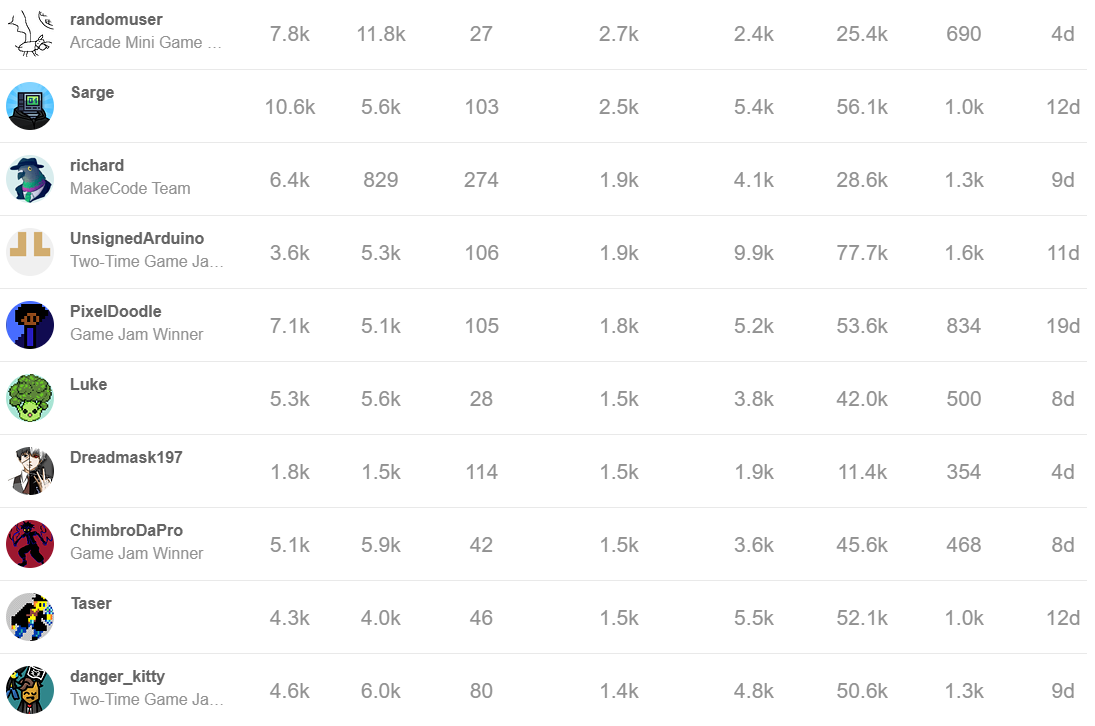 randomuser
Arcade Mini Game … 7.8k 11.8k 27 2.7k 2.4k 25.4k 690 4d
Sarge
10.6k 5.6k 103 2.5k 5.4k 56.1k 1.0k 12d
richard
MakeCode Team 6.4k 829 274 1.9k 4.1k 28.6k 1.3k 9d
UnsignedArduino
Two-Time Game Ja… 3.6k 5.3k 106 1.9k 9.9k 77.7k 1.6k 11d
PixelDoodle
Game Jam Winner 7.1k 5.1k 105 1.8k 5.2k 53.6k 834 19d
Luke
5.3k 5.6k 28 1.5k 3.8k 42.0k 500 8d
Dreadmask197
1.8k 1.5k 114 1.5k 1.9k 11.4k 354 4d
ChimbroDaPro
Game Jam Winner 5.1k 5.9k 42 1.5k 3.6k 45.6k 468 8d
Taser
4.3k 4.0k 46 1.5k 5.5k 52.1k 1.0k 12d
danger_kitty
Two-Time Game Ja… 4.6k 6.0k 80 1.4k 4.8k 50.6k 1.3k 9d